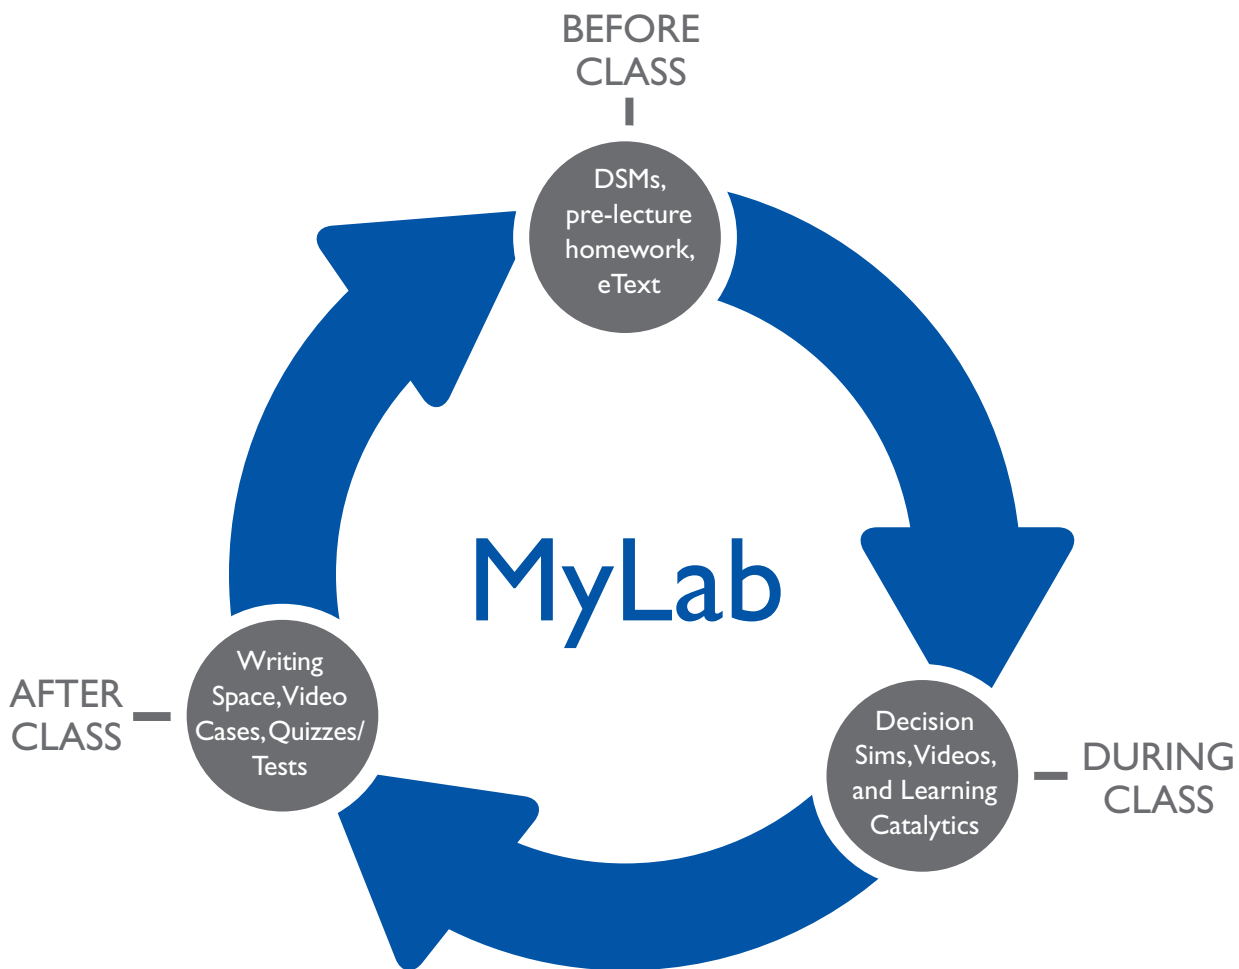 BEFORE
CLASS
DSMs,
pre-lecture
homework,
eText
MyLab
Writing
Space, Video
Cases, Quizzes/
Tests
AFTER
CLASS
Decision
Sims, Videos,
and Learning
Catalytics
DURING
CLASS